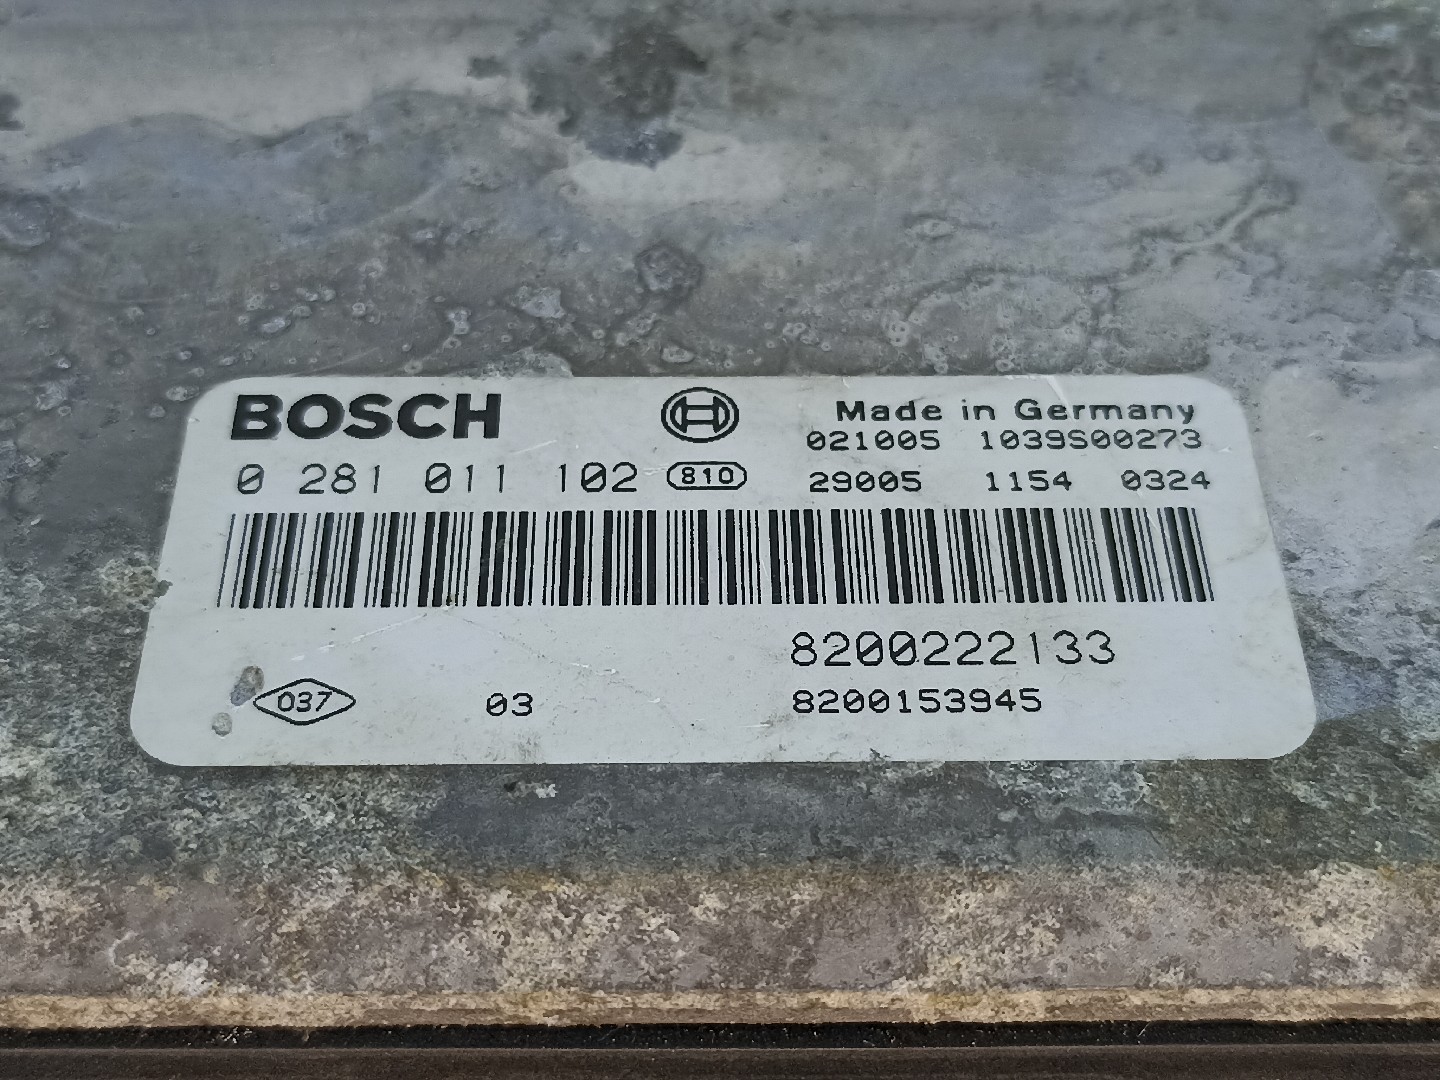 BOSCH
Made in Germany
021005 1039S00273
0 281 011 102 810
29005 1154 0324
8200222133
037 03 8200153945